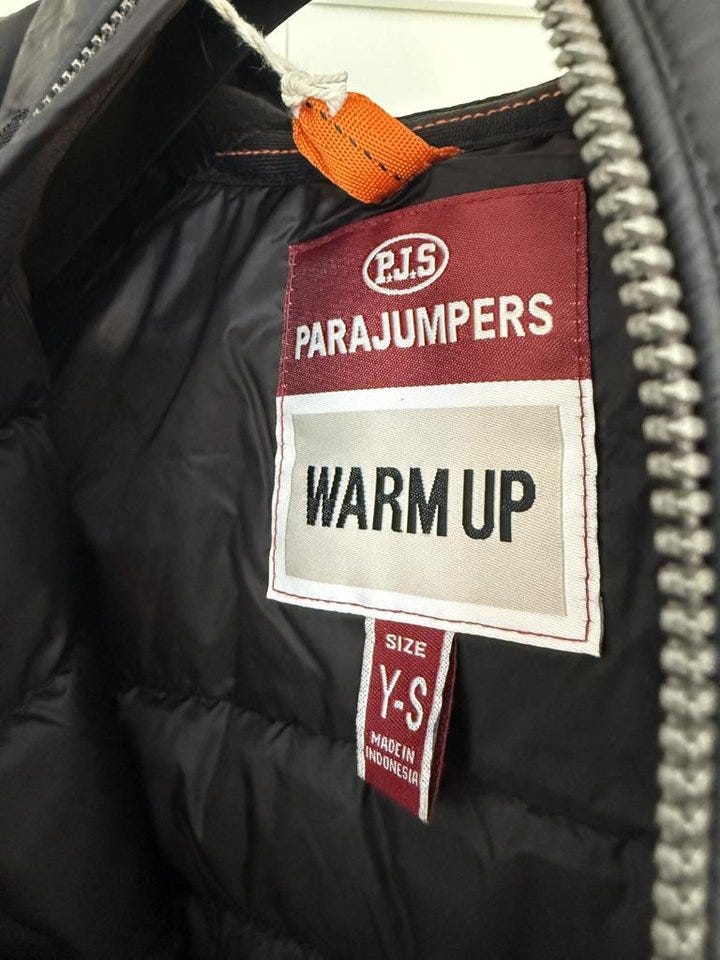 P.J.S
PARAJUMPERS
WARM UP
SIZE
Y-S
MADE IN
INDONESIA